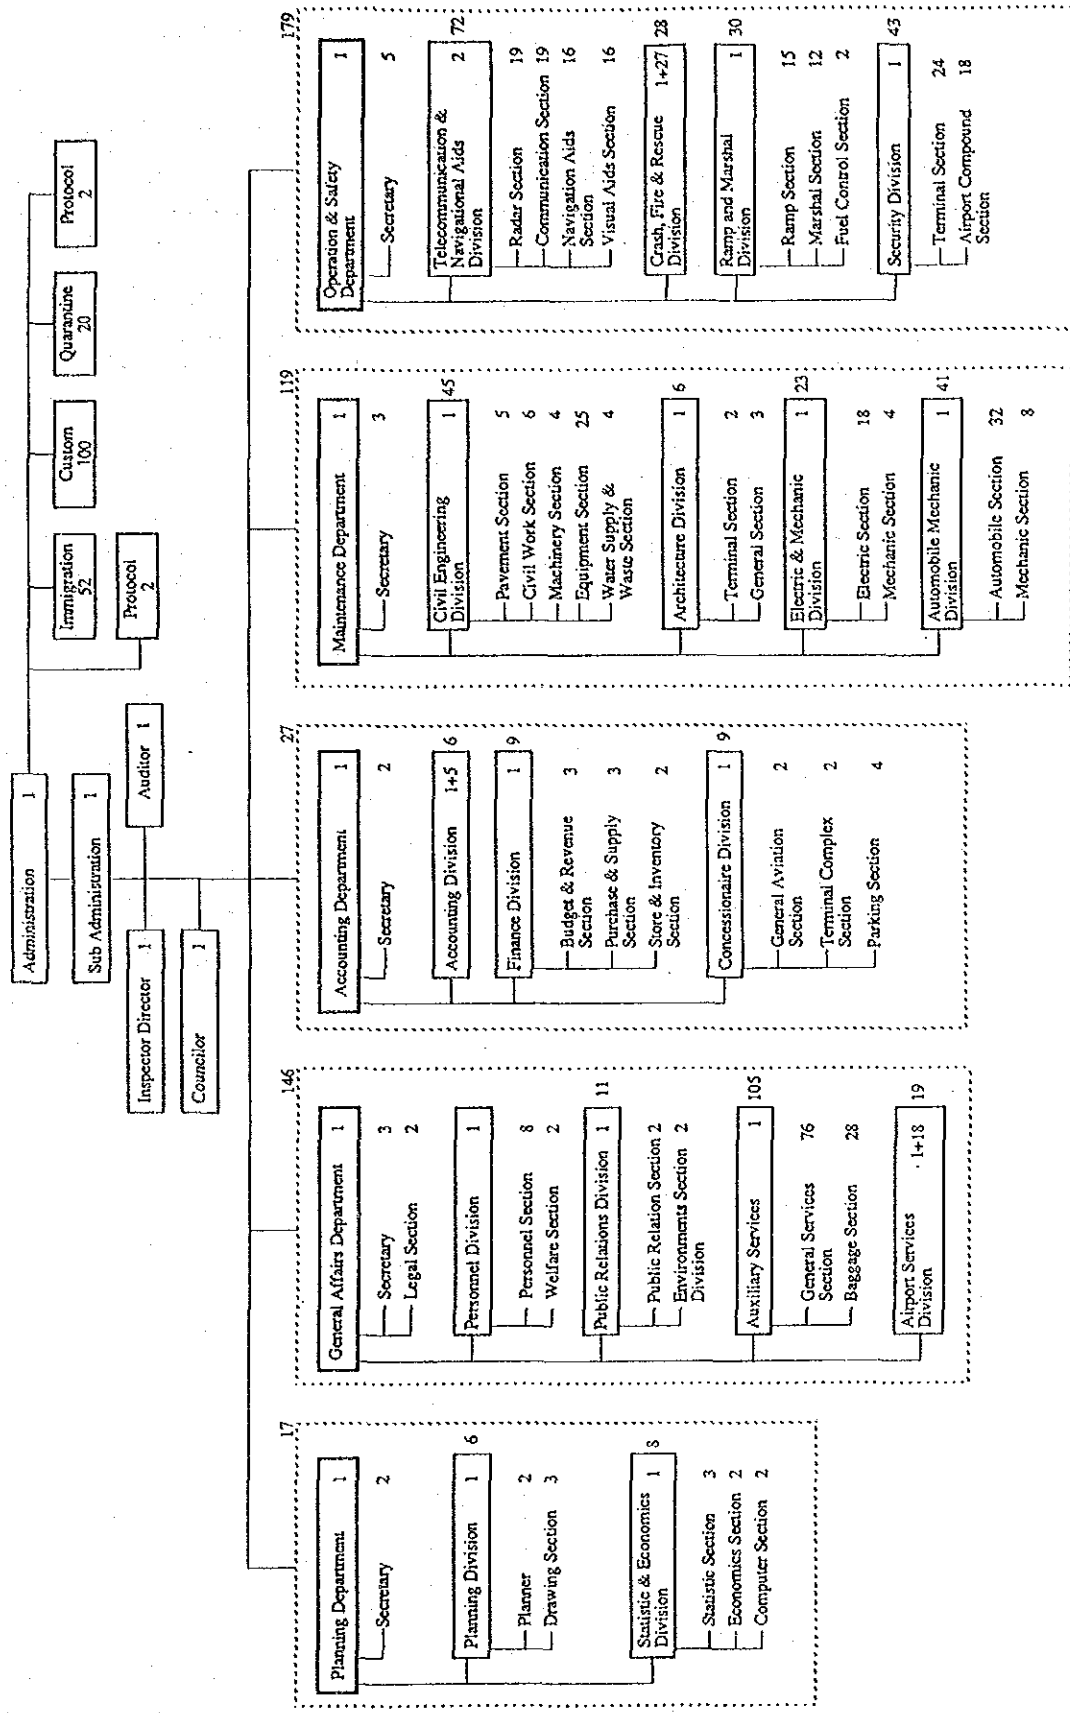 Administration 1
Sub Administration 1
Inspector Director 1
Auditor 1
Councilor 1
Immigration
52
Custom
100
Quarantine
20
Protocol
2
Protocol
2
17
Planning Department 1
Secretary 2
Planning Division 1 6
Planner 2
Drawing Section 3
Statistic & Economics 1 8
Division
Statistic Section 3
Economics Section 2
Computer Section 2
146
General Affairs Department 1
Secretary 3
Legal Section 2
Personnel Division 1
Personnel Section 8
Welfare Section 2
Public Relations Division 1 11
Public Relation Section 2
Environments Section 2
Division
Auxiliary Services 1 105
General Services 76
Section
Baggage Section 28
Airport Services 1+18 19
Division
27
Accounting Department 1
Secretary 2
Accounting Division 1+5 6
Finance Division 1 9
Budget & Revenue 3
Section
Purchase & Supply 3
Section
Store & Inventory 2
Section
Concessionaire Division 1 9
General Aviation 2
Section
Terminal Complex 2
Section
Parking Section 4
119
Maintenance Department 1
Secretary 3
Civil Engineering 1 45
Division
Pavement Section 5
Civil Work Section 6
Machinery Section 4
Equipment Section 25
Water Supply & 4
Waste Section
Architecture Division 1 6
Terminal Section 2
General Section 3
Electric & Mechanic 1 23
Division
Electric Section 18
Mechanic Section 4
Automobile Mechanic 1 41
Division
Automobile Section 32
Mechanic Section 8
179
Operation & Safety 1
Department
Secretary 5
Telecommunication & 2 72
Navigational Aids
Division
Radar Section 19
Communication Section 19
Navigation Aids 16
Section
Visual Aids Section 16
Crash, Fire & Rescue 1+27 28
Division
Ramp and Marshal 1 30
Division
Ramp Section 15
Marshal Section 12
Fuel Control Section 2
Security Division 1 43
Terminal Section 24
Airport Compound 18
Section